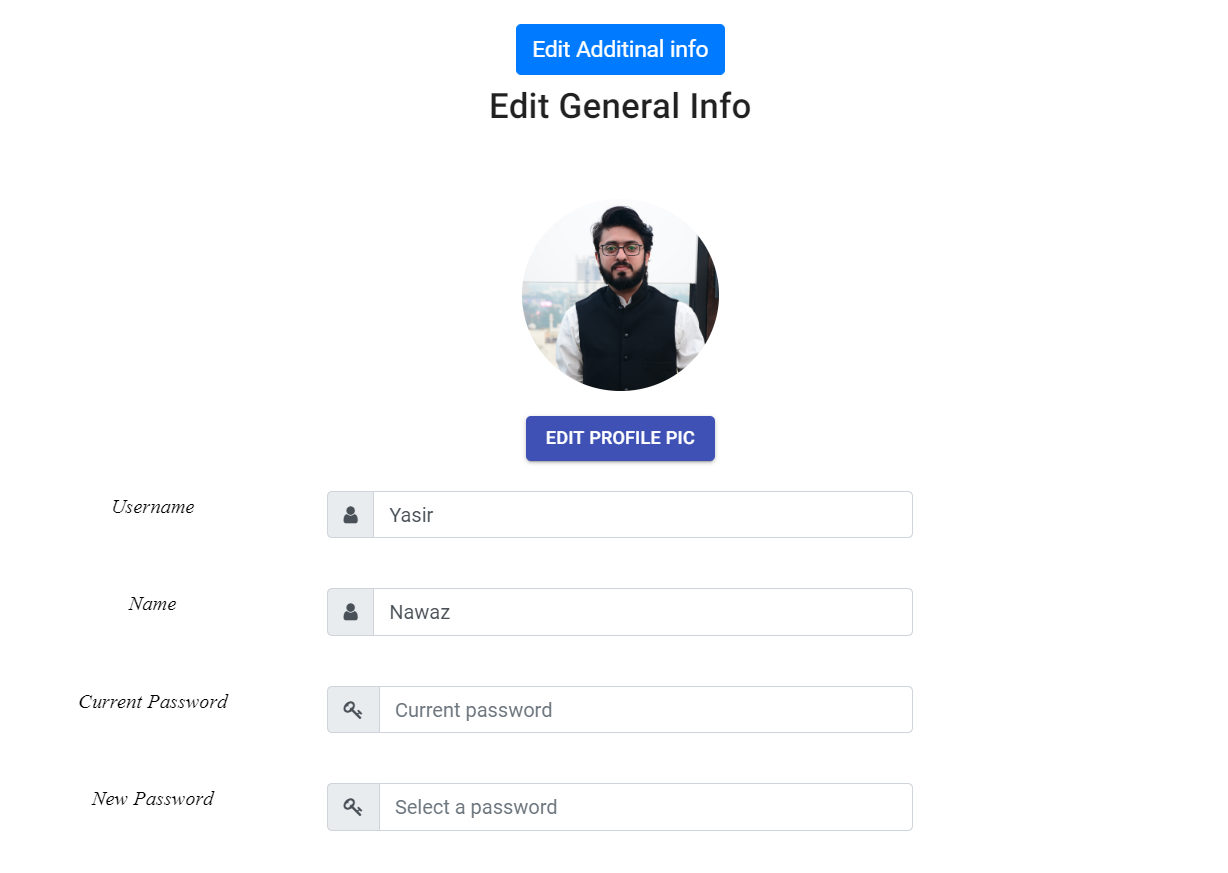 Edit Additinal info
Edit General Info
EDIT PROFILE PIC
Username
Yasir
Name
Nawaz
Current Password
Current password
New Password
Select a password